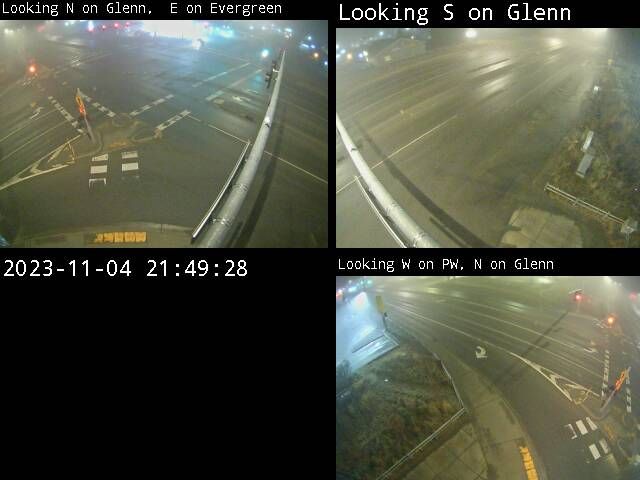 Looking N on Glenn,  E on Evergreen
Looking S on Glenn
2023-11-04 21:49:28
Looking W on PW, N on Glenn